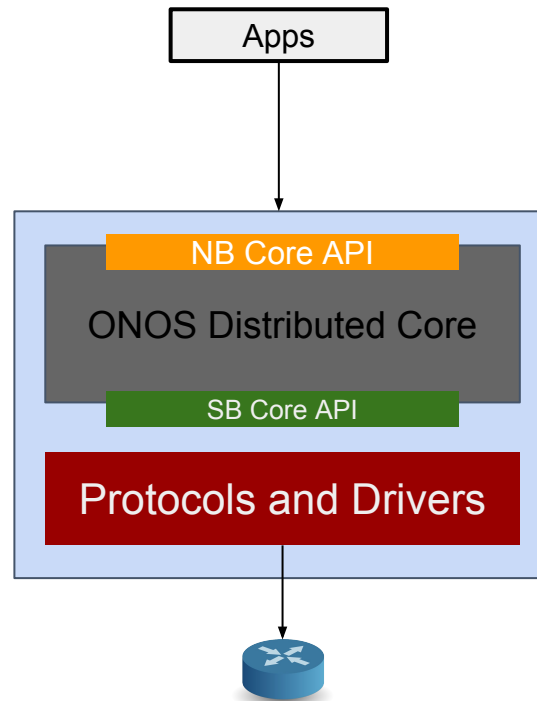 Apps
NB Core API
ONOS Distributed Core
SB Core API
Protocols and Drivers